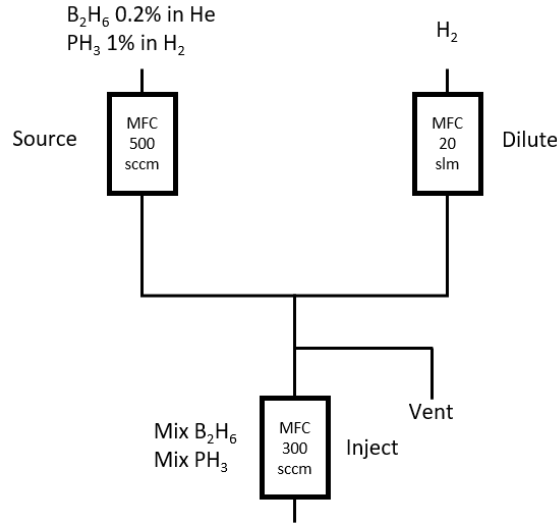 B₂H₆ 0.2% in He
PH₃ 1% in H₂
H₂
Source
MFC
500
sccm
MFC
20
slm
Dilute
Vent
Mix B₂H₆
Mix PH₃
MFC
300
sccm
Inject